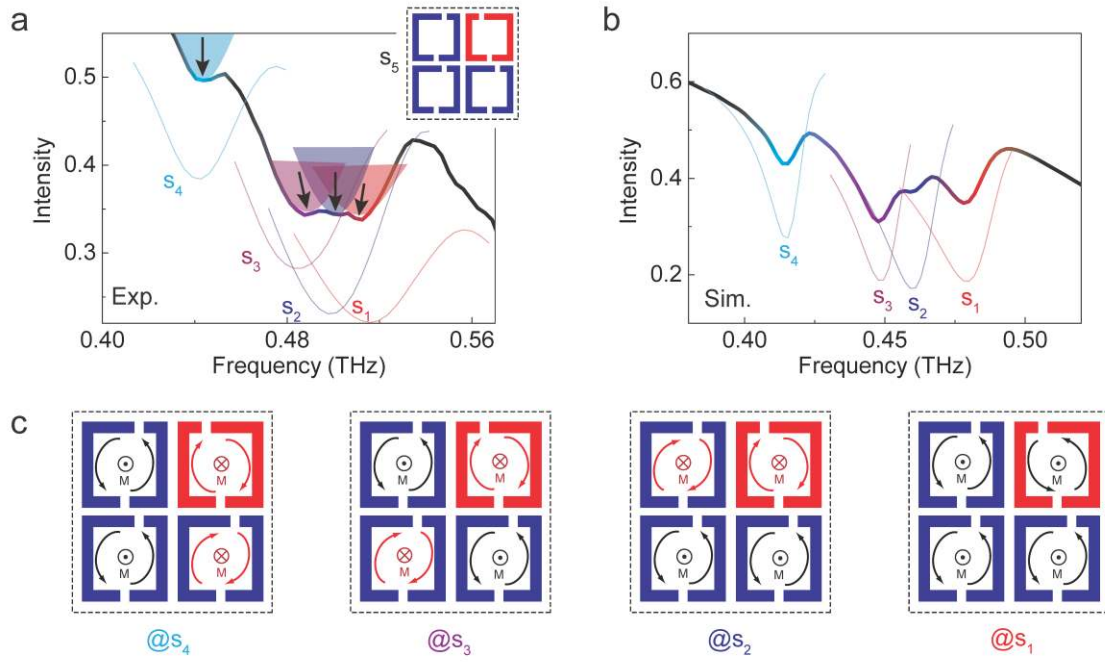 a
s5
0.5
0.4
0.3
Intensity
s4
s3
s2
s1
Exp.
0.40
0.48
0.56
Frequency (THz)
b
0.6
0.4
0.2
Intensity
s4
s3
s2
s1
Sim.
0.40
0.45
0.50
Frequency (THz)
c
M M M M M M M M
M M M M M M M M
@s4 @s3 @s2 @s1